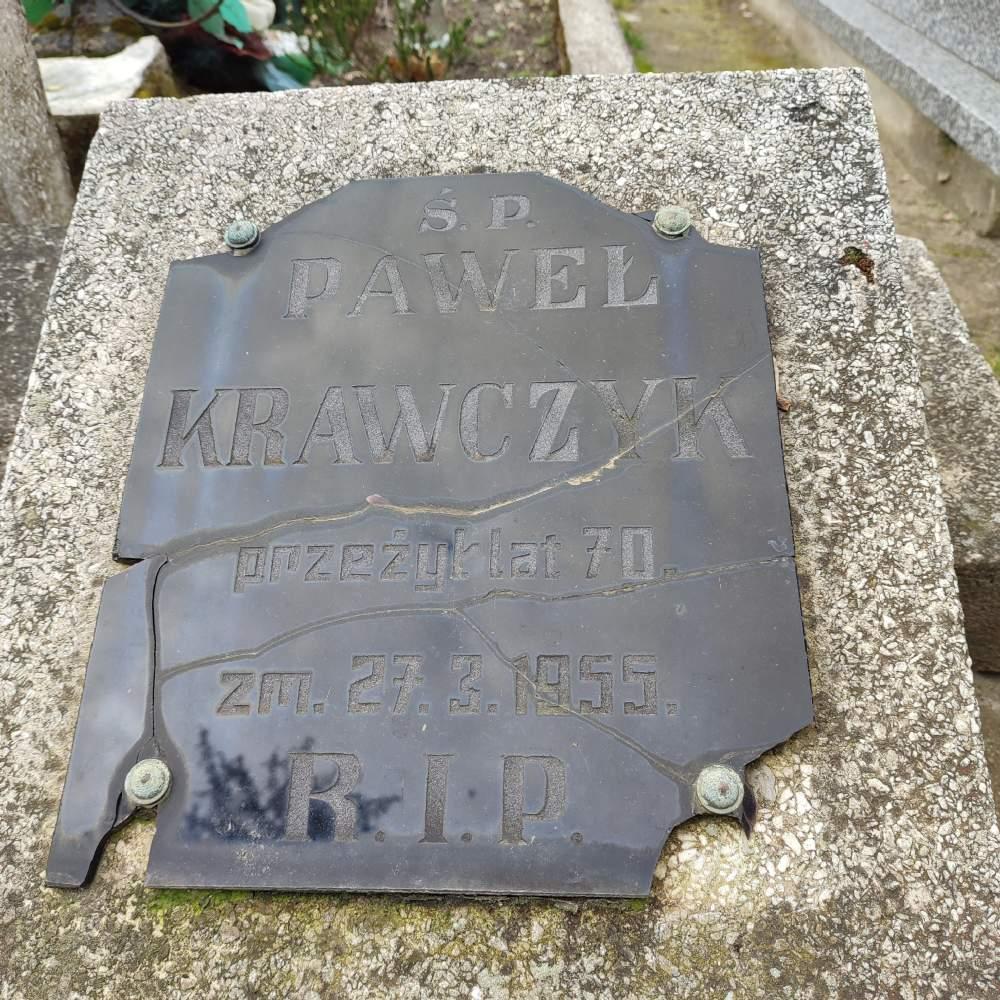 Ś. P.
PAWEŁ
KRAWCZYK
przeżył lat 70.
zm. 27. 3. 1955.
R. I. P.